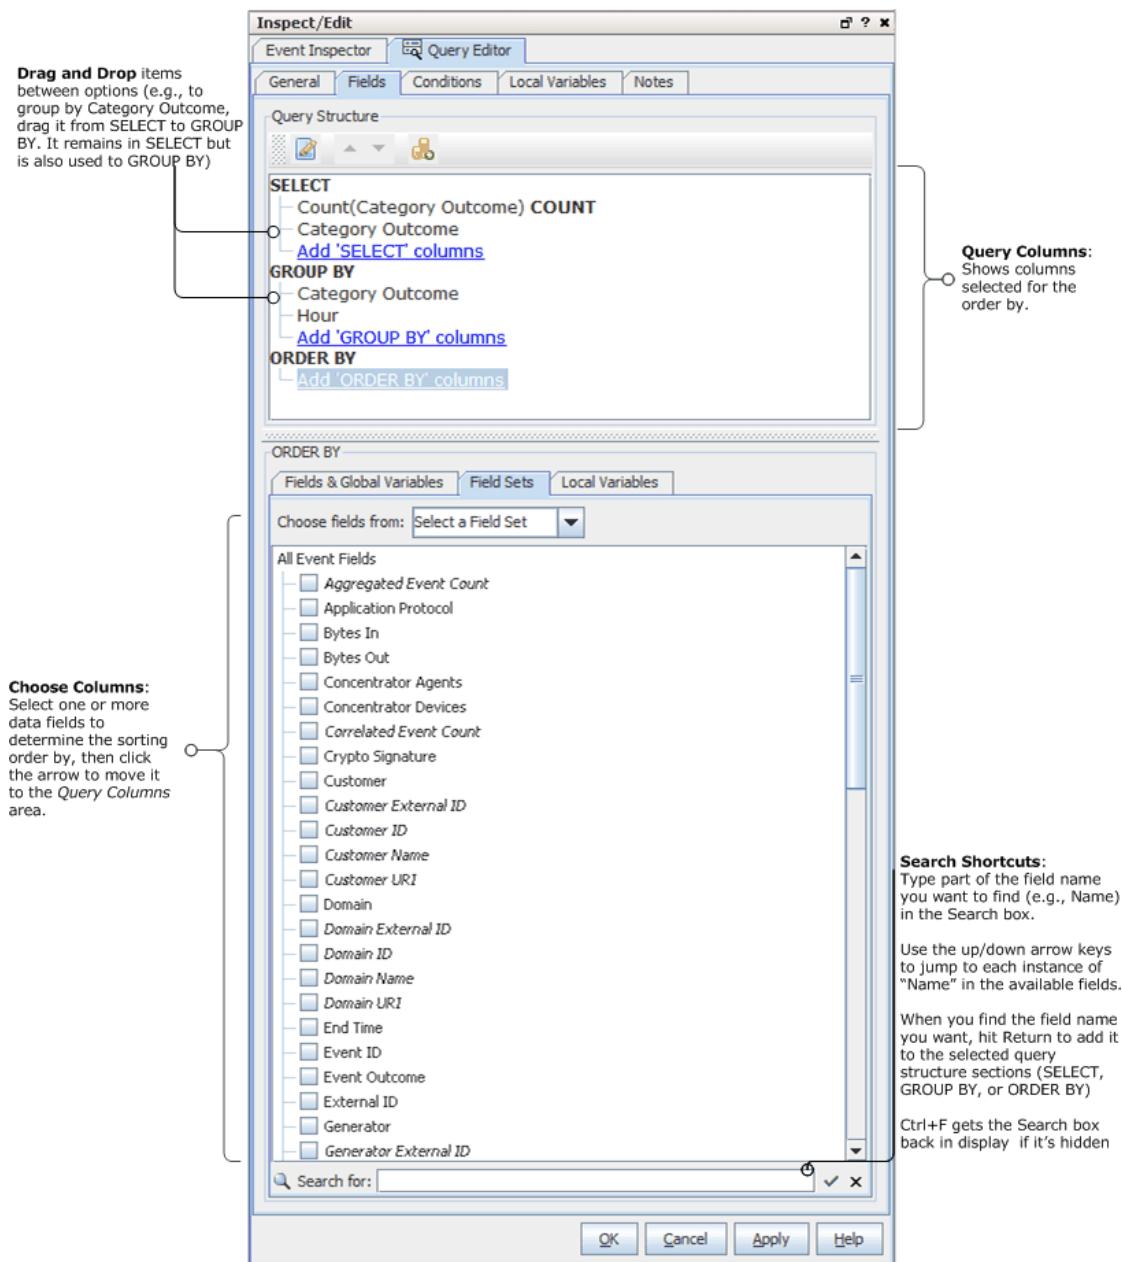 Inspect/Edit
Event Inspector
Query Editor
General
Fields
Conditions
Local Variables
Notes
Query Structure
SELECT
Count(Category Outcome) COUNT
Category Outcome
Add 'SELECT' columns
GROUP BY
Category Outcome
Hour
Add 'GROUP BY' columns
ORDER BY
Add 'ORDER BY' columns
Drag and Drop items
between options (e.g., to
group by Category Outcome,
drag it from SELECT to GROUP
BY. It remains in SELECT but
is also used to GROUP BY)
Query Columns:
Shows columns
selected for the
order by.
ORDER BY
Fields & Global Variables
Field Sets
Local Variables
Choose fields from:
Select a Field Set
All Event Fields
Aggregated Event Count
Application Protocol
Bytes In
Bytes Out
Concentrator Agents
Concentrator Devices
Correlated Event Count
Crypto Signature
Customer
Customer External ID
Customer ID
Customer Name
Customer URI
Domain
Domain External ID
Domain ID
Domain Name
Domain URI
End Time
Event ID
Event Outcome
External ID
Generator
Generator External ID
Choose Columns:
Select one or more
data fields to
determine the sorting
order by, then click
the arrow to move it
to the Query Columns
area.
Search Shortcuts:
Type part of the field name
you want to find (e.g., Name)
in the Search box.
Use the up/down arrow keys
to jump to each instance of
“Name” in the available fields.
When you find the field name
you want, hit Return to add it
to the selected query
structure sections (SELECT,
GROUP BY, or ORDER BY)
Ctrl+F gets the Search box
back in display if it's hidden
Search for:
OK
Cancel
Apply
Help